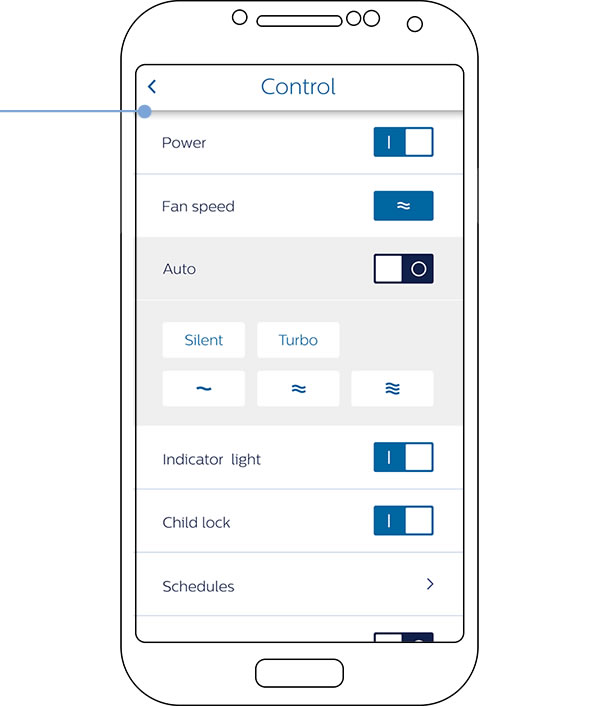 Control
Power
Fan speed
Auto
Silent Turbo
Indicator light
Child lock
Schedules